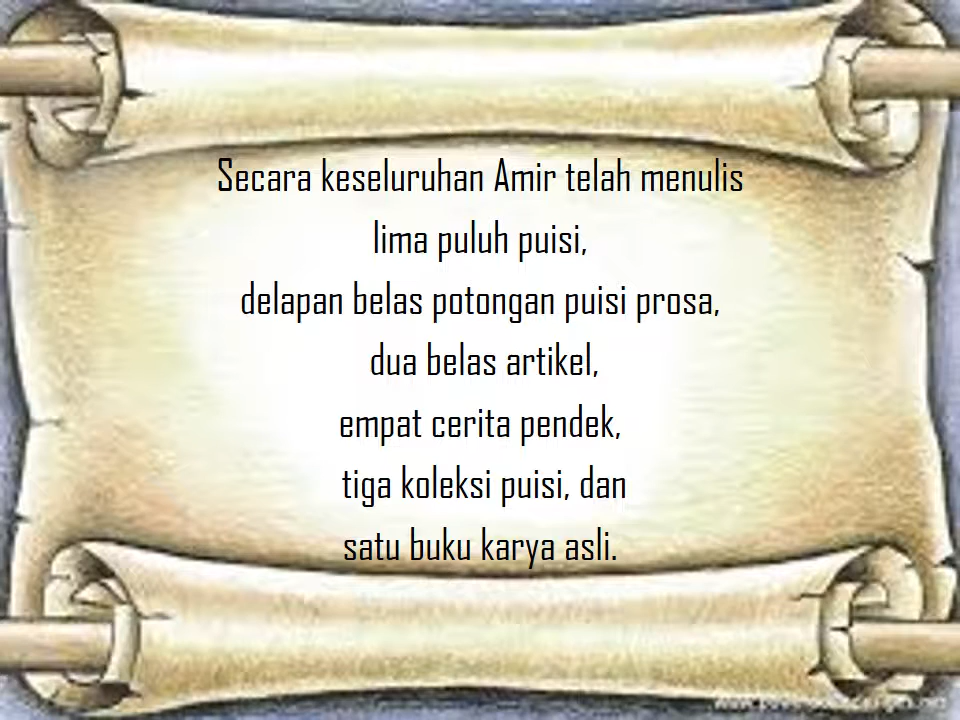 Secara keseluruhan Amir telah menulis
lima puluh puisi,
delapan belas potongan puisi prosa,
dua belas artikel,
empat cerita pendek,
tiga koleksi puisi, dan
satu buku karya asli.